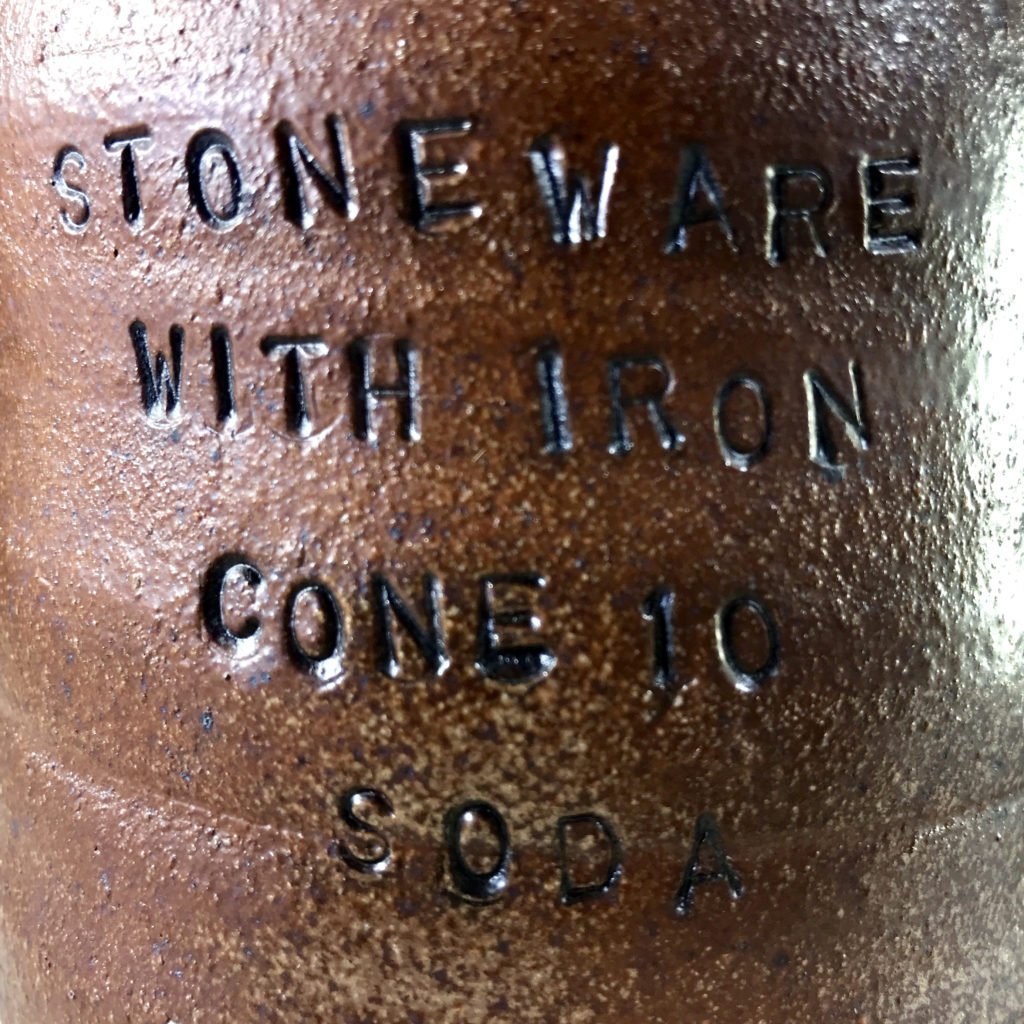 STONEWARE
WITH IRON
CONE 10
SODA